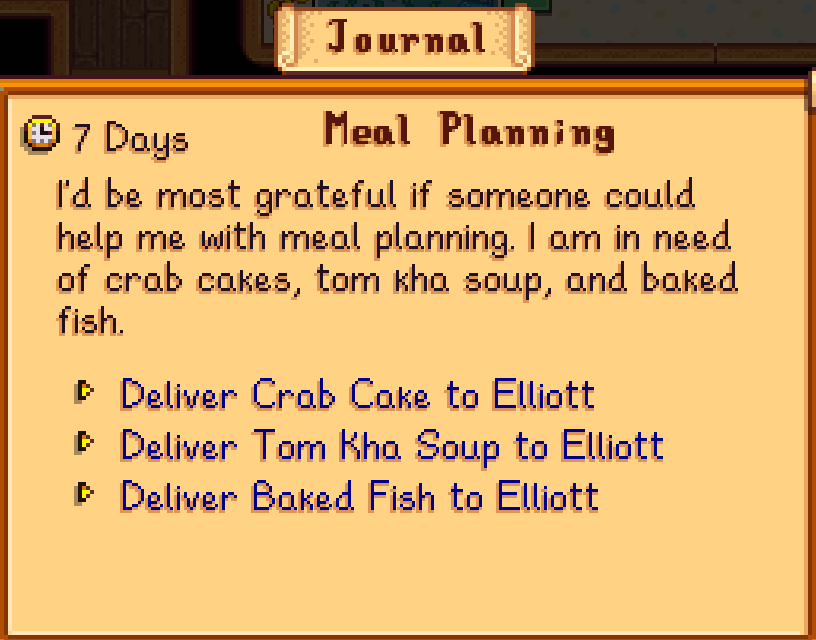 Journal
7 Days
Meal Planning
I'd be most grateful if someone could
help me with meal planning. I am in need
of crab cakes, tom kha soup, and baked
fish.
Deliver Crab Cake to Elliott
Deliver Tom Kha Soup to Elliott
Deliver Baked Fish to Elliott